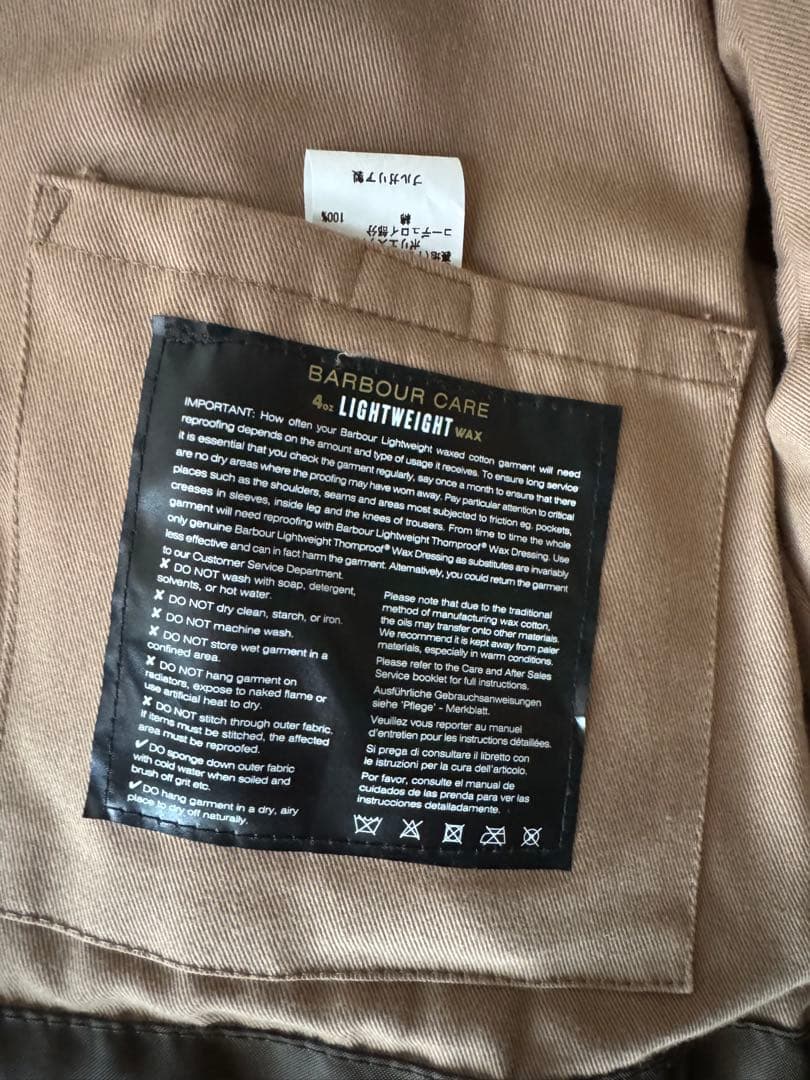 ブルガリア製
綿 100%
コーデュロイ部分
BARBOUR CARE
4oz LIGHTWEIGHT WAX
IMPORTANT: How often your Barbour Lightweight waxed cotton garment will need
reproofing depends on the amount and type of usage it receives. To ensure long service
it is essential that you check the garment regularly, say once a month to ensure that there
are no dry areas where the proofing may have worn away. Pay particular attention to critical
places such as the shoulders, seams and areas most subjected to friction eg. pockets,
creases in sleeves, inside leg and the knees of trousers. From time to time the whole
garment will need reproofing with Barbour Lightweight Thornproof® Wax Dressing. Use
only genuine Barbour Lightweight Thornproof® Wax Dressing as substitutes are invariably
less effective and can in fact harm the garment. Alternatively, you could return the garment
to our Customer Service Department.
✗ DO NOT wash with soap, detergent,
solvents, or hot water.
✗ DO NOT dry clean, starch, or iron.
✗ DO NOT machine wash.
✗ DO NOT store wet garment in a
confined area.
✗ DO NOT hang garment on
radiators, expose to naked flame or
use artificial heat to dry.
✗ DO NOT stitch through outer fabric.
If items must be stitched, the affected
area must be reproofed.
✓ DO sponge down outer fabric
with cold water when soiled and
brush off grit etc.
✓ DO hang garment in a dry, airy
place to dry off naturally.
Please note that due to the traditional
method of manufacturing wax cotton,
the oils may transfer onto other materials.
We recommend it is kept away from paler
materials, especially in warm conditions.
Please refer to the Care and After Sales
Service booklet for full instructions.
Ausführliche Gebrauchsanweisungen
siehe 'Pflege' - Merkblatt.
Veuillez vous reporter au manuel
d'entretien pour les instructions détaillées.
Si prega di consultare il libretto con
le istruzioni per la cura dell'articolo.
Por favor, consulte el manual de
cuidados de las prenda para ver las
instrucciones detalladamente.